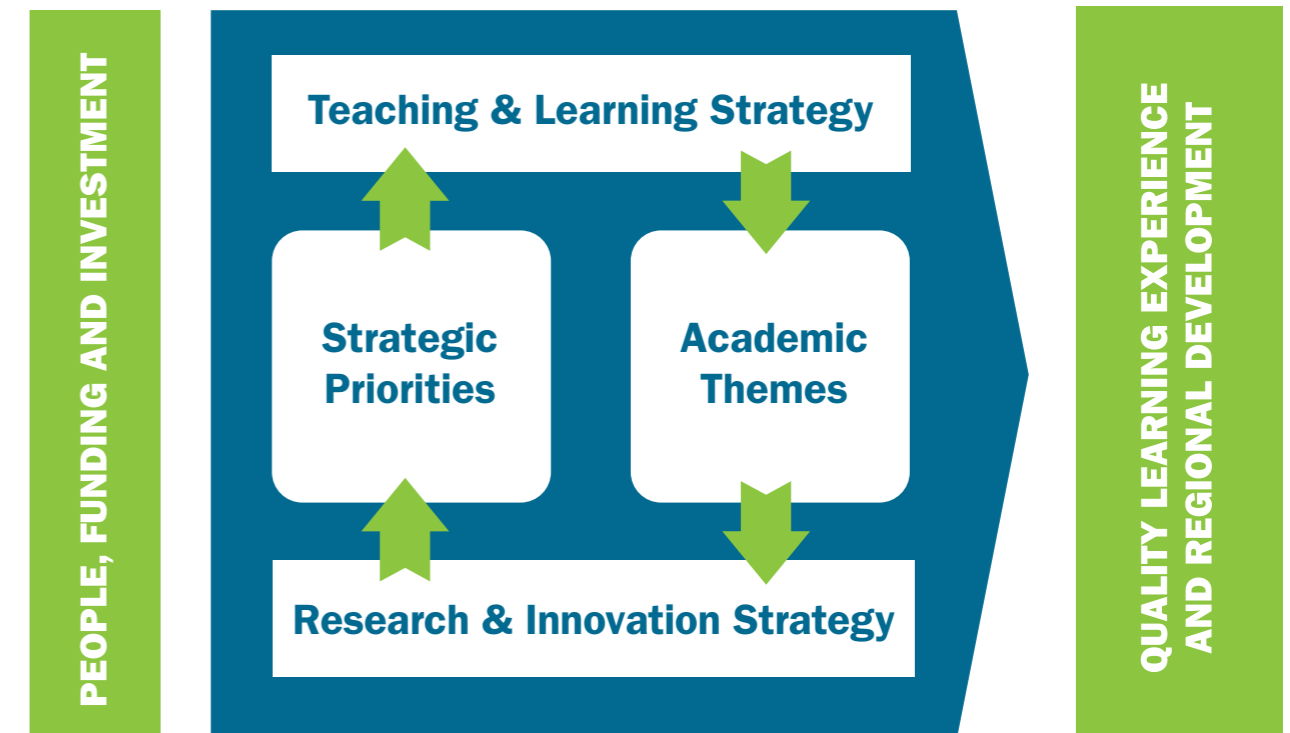 PEOPLE, FUNDING AND INVESTMENT
Teaching & Learning Strategy
Strategic
Priorities
Academic
Themes
Research & Innovation Strategy
QUALITY LEARNING EXPERIENCE
AND REGIONAL DEVELOPMENT